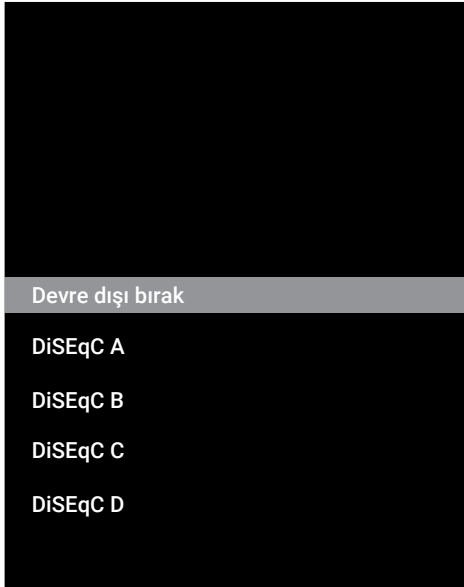 Devre dışı bırak
DiSEqC A
DiSEqC B
DiSEqC C
DiSEqC D